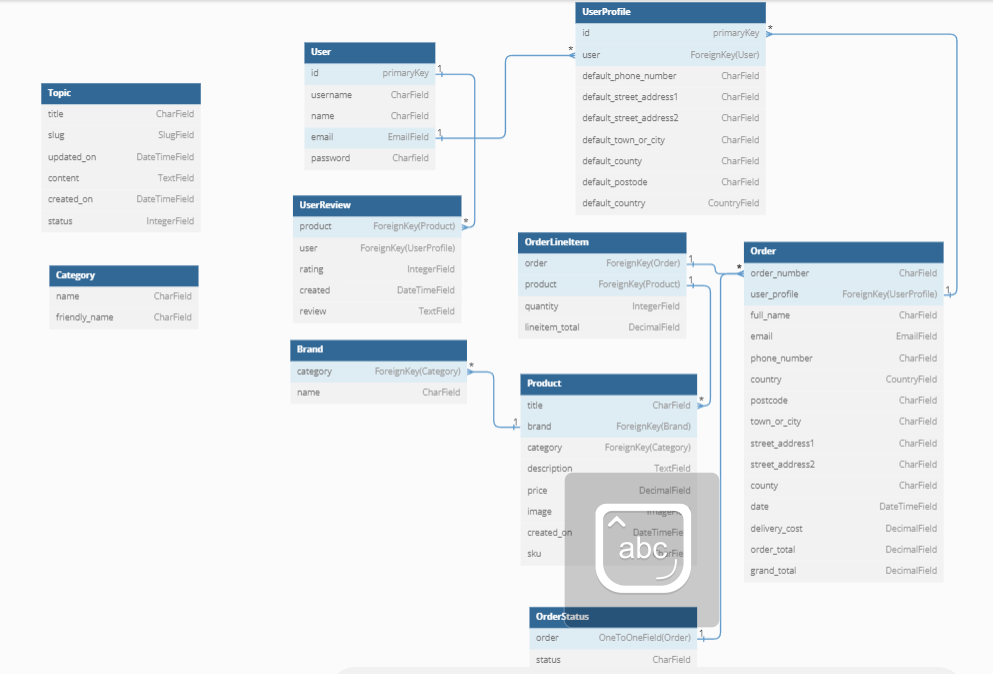 UserProfile
id primaryKey
user ForeignKey(User)
default_phone_number CharField
default_street_address1 CharField
default_street_address2 CharField
default_town_or_city CharField
default_county CharField
default_postode CharField
default_country CountryField
*
*
User
id primaryKey
username CharField
name CharField
email EmailField
password Charfield
1
1
Topic
title CharField
slug SlugField
updated_on DateTimeField
content TextField
created_on DateTimeField
status IntegerField
UserReview
product ForeignKey(Product)
user ForeignKey(UserProfile)
rating IntegerField
created DateTimeField
review TextField
*
Category
name CharField
friendly_name CharField
OrderLineItem
order ForeignKey(Order)
product ForeignKey(Product)
quantity IntegerField
lineitem_total DecimalField
1
1
Order
order_number CharField
user_profile ForeignKey(UserProfile)
full_name CharField
email EmailField
phone_number CharField
country CountryField
postcode CharField
town_or_city CharField
street_address1 CharField
street_address2 CharField
county CharField
date DateTimeField
delivery_cost DecimalField
order_total DecimalField
grand_total DecimalField
*
1
Brand
category ForeignKey(Category)
name CharField
*
1
Product
title CharField
brand ForeignKey(Brand)
category ForeignKey(Category)
description TextField
price DecimalField
image
created_on DateTimeFie
sku
*
abc
OrderStatus
order OneToOneField(Order)
status CharField
1